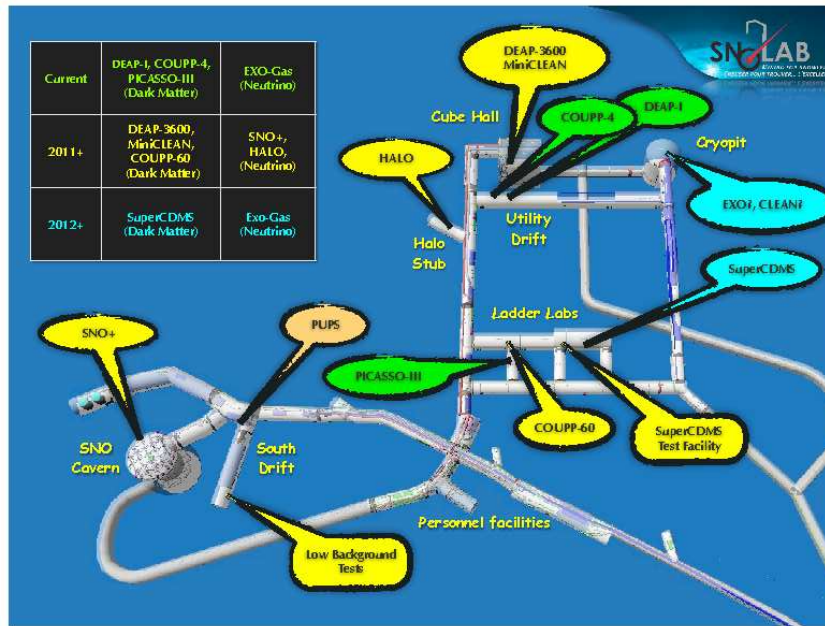 SNOLAB
Current
DEAP-I, COUPP-4,
PICASSO-III
(Dark Matter)
EXO-Gas
(Neutrino)
2011+
DEAP-3600,
MiniCLEAN,
COUPP-60
(Dark Matter)
SNO+,
HALO,
(Neutrino)
2012+
SuperCDMS
(Dark Matter)
Exo-Gas
(Neutrino)
DEAP-3600
MiniCLEAN
DEAP-I
COUPP-4
Cube Hall
Cryopit
HALO
EXO?, CLEAN?
Utility
Drift
Halo
Stub
SuperCDMS
Ladder Labs
SNO+
PUPS
PICASSO-III
COUPP-60
SuperCDMS
Test Facility
SNO
Cavern
South
Drift
Personnel facilities
Low Background
Tests